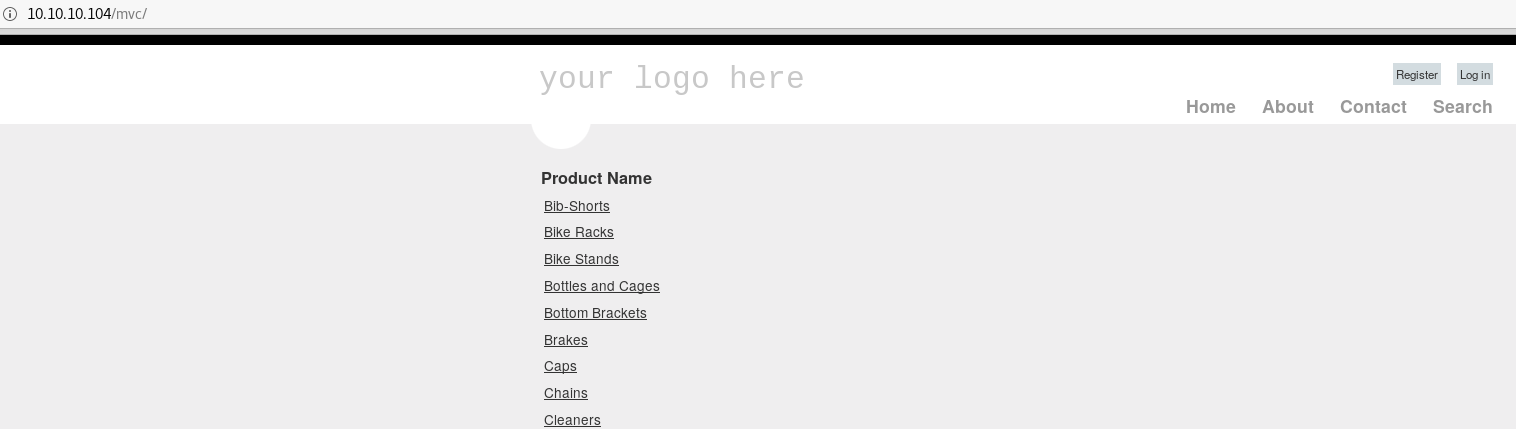 10.10.10.104/mvc/
your logo here
Register Log in
Home About Contact Search
Product Name
Bib-Shorts
Bike Racks
Bike Stands
Bottles and Cages
Bottom Brackets
Brakes
Caps
Chains
Cleaners